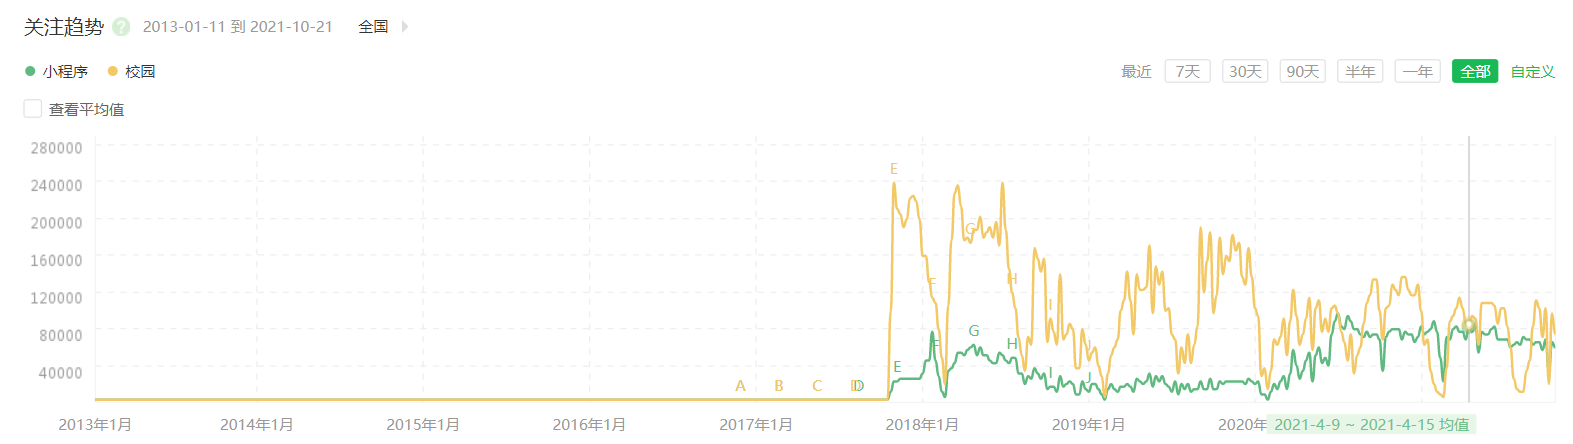 关注趋势 ? 2013-01-11 到 2021-10-21 全国
小程序 校园 最近 7天 30天 90天 半年 一年 全部 自定义
查看平均值
280000
240000
200000
160000
120000
80000
40000
E
G
F
H
I
J
G
F
H
E
I
J
A B C D D
2013年1月 2014年1月 2015年1月 2016年1月 2017年1月 2018年1月 2019年1月 2020年 2021-4-9 ~ 2021-4-15 均值